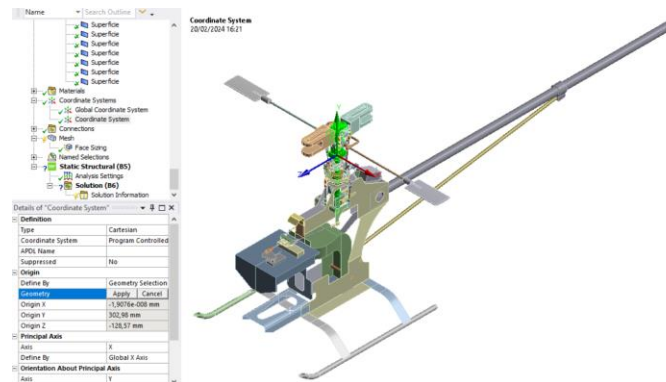 Name Search Outline
Superficie
Superficie
Superficie
Superficie
Superficie
Superficie
Materials
Coordinate Systems
Global Coordinate System
Coordinate System
Connections
Mesh
Face Sizing
Named Selections
Static Structural (B5)
Analysis Settings
Solution (B6)
Solution Information
Details of "Coordinate System"
Definition
Type Cartesian
Coordinate System Program Controlled
APDL Name
Suppressed No
Origin
Define By Geometry Selection
Geometry Apply Cancel
Origin X -1,9076e-008 mm
Origin Y 302,98 mm
Origin Z -128,57 mm
Principal Axis
Axis X
Define By Global X Axis
Orientation About Principal Axis
Axis Y
Coordinate System
20/02/2024 16:21
Y